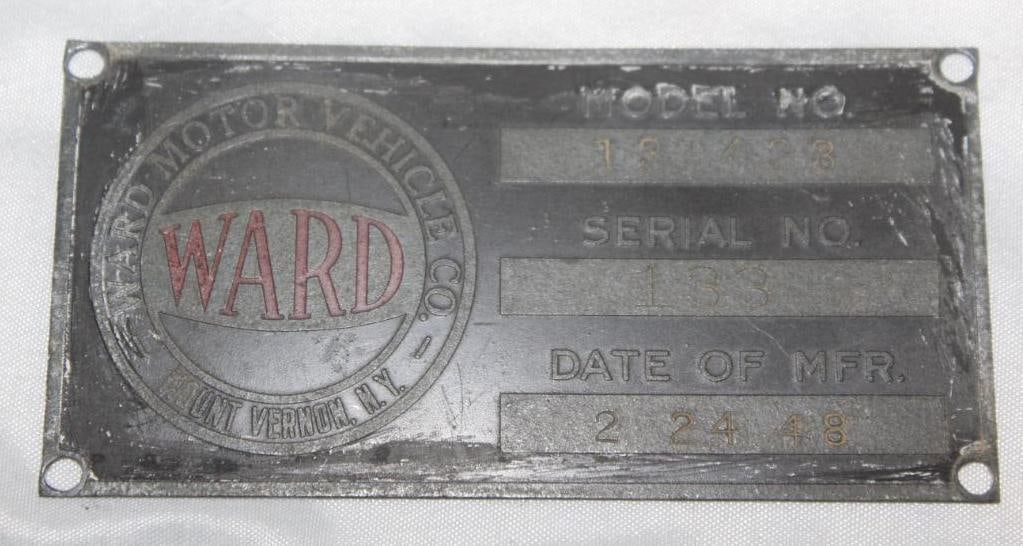 WARD MOTOR VEHICLE CO.
WARD
MOUNT VERNON, N.Y.
MODEL NO.
SERIAL NO.
133
DATE OF MFR.
2 24 48